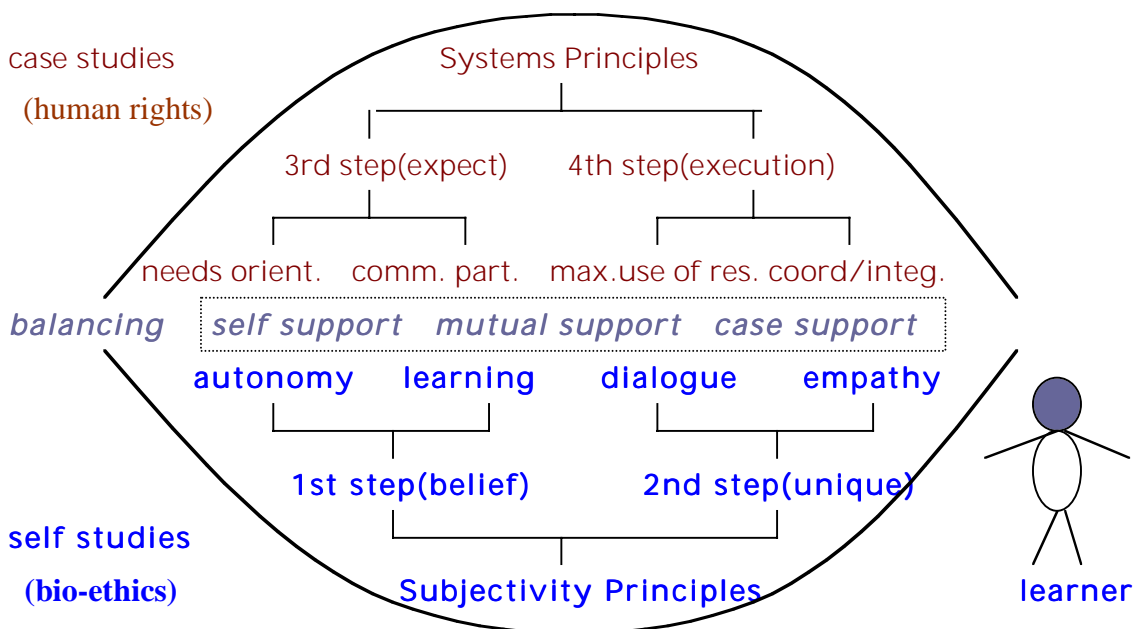 case studies
(human rights)
Systems Principles
3rd step(expect) 4th step(execution)
needs orient. comm. part. max.use of res. coord/integ.
balancing self support mutual support case support
autonomy learning dialogue empathy
1st step(belief) 2nd step(unique)
self studies
(bio-ethics)
Subjectivity Principles
learner